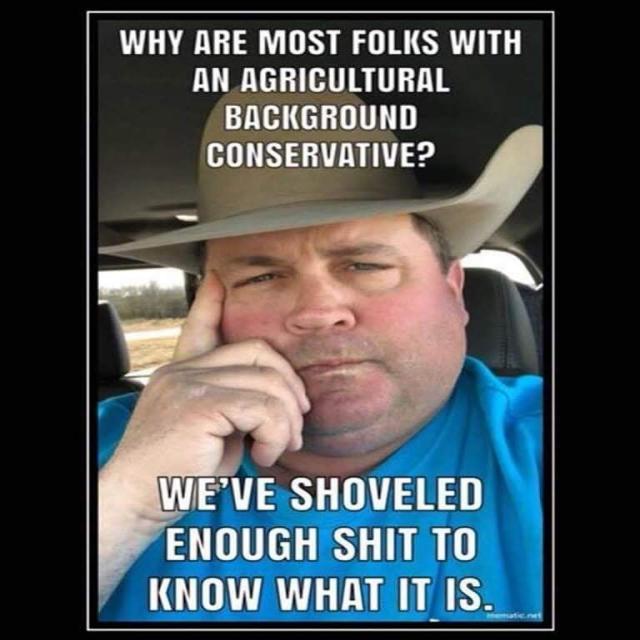 WHY ARE MOST FOLKS WITH
AN AGRICULTURAL
BACKGROUND
CONSERVATIVE?
WE'VE SHOVELED
ENOUGH SHIT TO
KNOW WHAT IT IS.
mematic.net